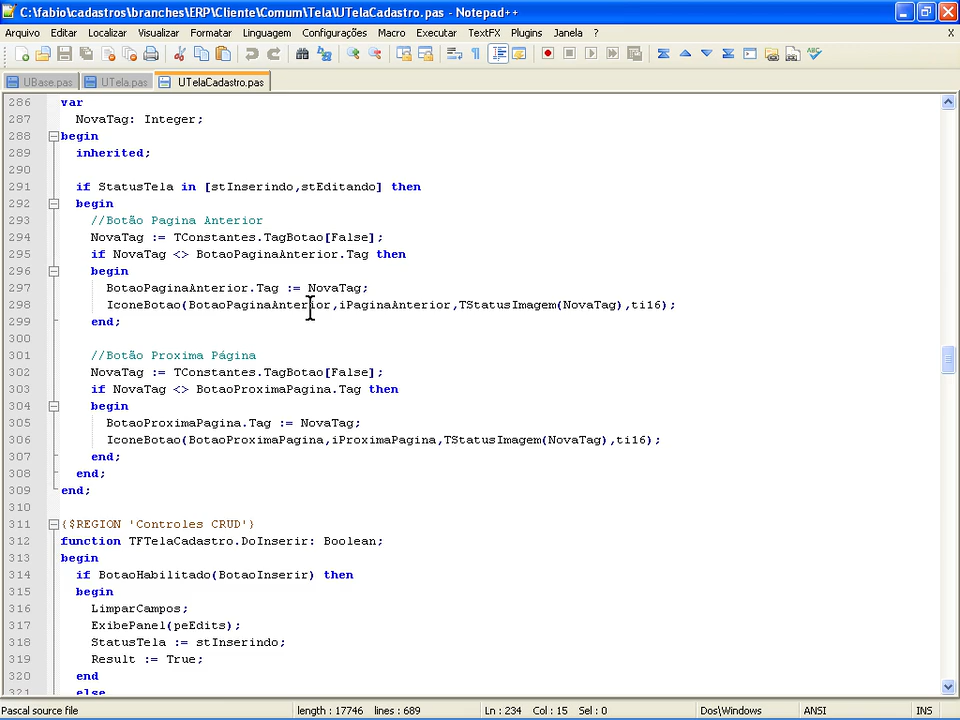 C:\fabio\cadastros\branches\ERP\Cliente\Comum\Tela\UTelaCadastro.pas - Notepad++
Arquivo Editar Localizar Visualizar Formatar Linguagem Configurações Macro Executar TextFX Plugins Janela ? X
UBase.pas UTela.pas UTelaCadastro.pas
286 var
287 NovaTag: Integer;
288 begin
289 inherited;
290
291 if StatusTela in [stInserindo,stEditando] then
292 begin
293 //Botão Pagina Anterior
294 NovaTag := TConstantes.TagBotao[False];
295 if NovaTag <> BotaoPaginaAnterior.Tag then
296 begin
297 BotaoPaginaAnterior.Tag := NovaTag;
298 IconeBotao(BotaoPaginaAnterior,iPaginaAnterior,TStatusImagem(NovaTag),ti16);
299 end;
300
301 //Botão Proxima Página
302 NovaTag := TConstantes.TagBotao[False];
303 if NovaTag <> BotaoProximaPagina.Tag then
304 begin
305 BotaoProximaPagina.Tag := NovaTag;
306 IconeBotao(BotaoProximaPagina,iProximaPagina,TStatusImagem(NovaTag),ti16);
307 end;
308 end;
309 end;
310
311 {$REGION 'Controles CRUD'}
312 function TFTelaCadastro.DoInserir: Boolean;
313 begin
314 if BotaoHabilitado(BotaoInserir) then
315 begin
316 LimparCampos;
317 ExibePanel(peEdits);
318 StatusTela := stInserindo;
319 Result := True;
320 end
321 else
Pascal source file length : 17746 lines : 689 Ln : 234 Col : 15 Sel : 0 Dos\Windows ANSI INS